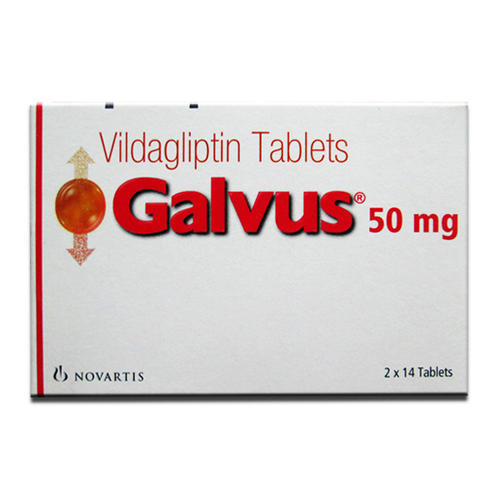 Vildagliptin Tablets
Galvus® 50 mg
NOVARTIS
2 x 14 Tablets